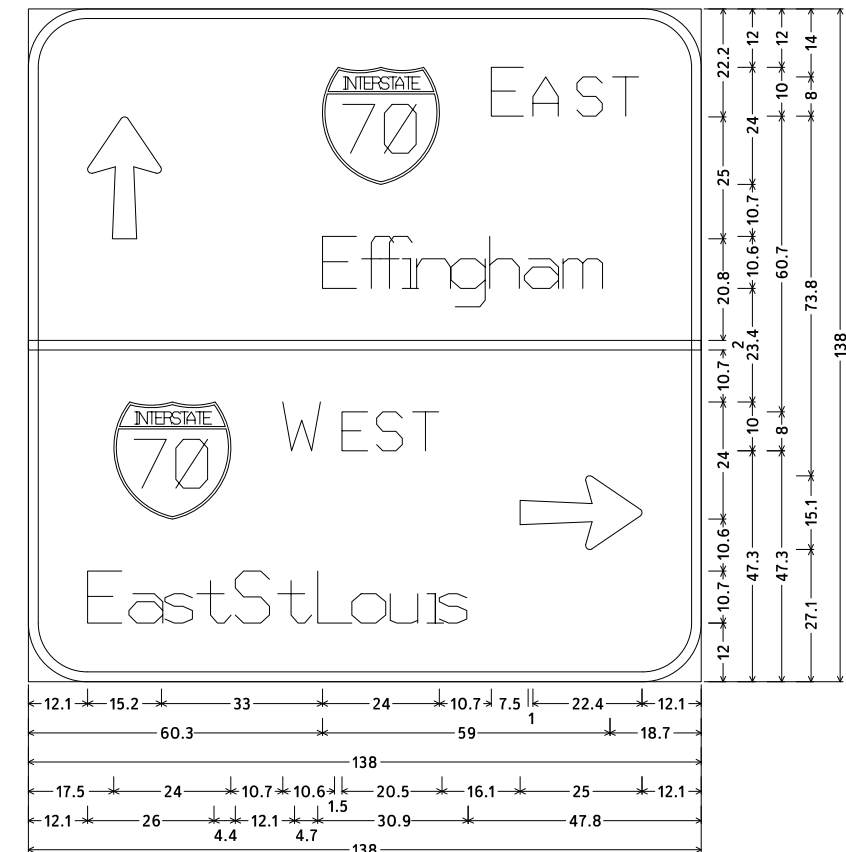 INTERSTATE
70
EAST
Effingham
INTERSTATE
70
WEST
East St Louis
22.2 25 20.8 10.7 24 10.6 10.7 12
12 24 10.7 10.6 23.4 10 47.3
2
12 10 60.7 8 47.3
14 8 73.8 15.1 27.1
138
12.1 15.2 33 24 10.7 7.5 22.4 12.1
1
60.3 59 18.7
138
17.5 24 10.7 10.6 20.5 16.1 25 12.1
1.5
12.1 26 12.1 30.9 47.8
4.4 4.7
138